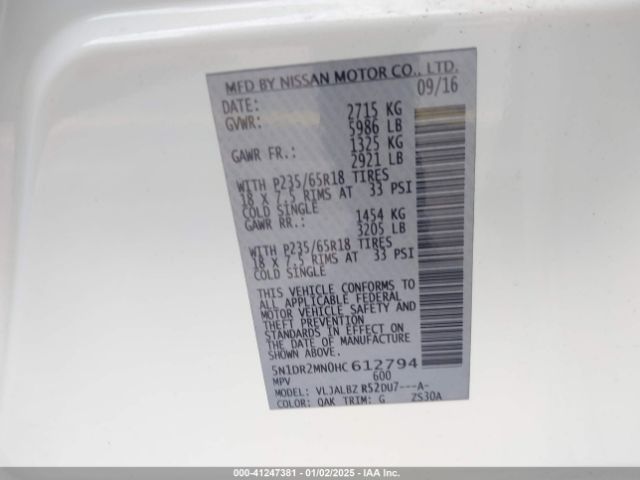 MFD BY NISSAN MOTOR CO., LTD.
DATE: 09/16
GVWR: 2715 KG
5986 LB
GAWR FR.: 1325 KG
2921 LB
WITH P235/65R18 TIRES
18 X 7.5 RIMS AT 33 PSI
COLD SINGLE
GAWR RR.: 1454 KG
3205 LB
WITH P235/65R18 TIRES
18 X 7.5 RIMS AT 33 PSI
COLD SINGLE
THIS VEHICLE CONFORMS TO
ALL APPLICABLE FEDERAL
MOTOR VEHICLE SAFETY AND
THEFT PREVENTION
STANDARDS IN EFFECT ON
THE DATE OF MANUFACTURE
SHOWN ABOVE.
5N1DR2MN0HC612794
MPV 600
MODEL: VLJALBZ R52DU7---A-
COLOR: QAK TRIM: G ZS30A
000-41247381 - 01/02/2025 - IAA Inc.